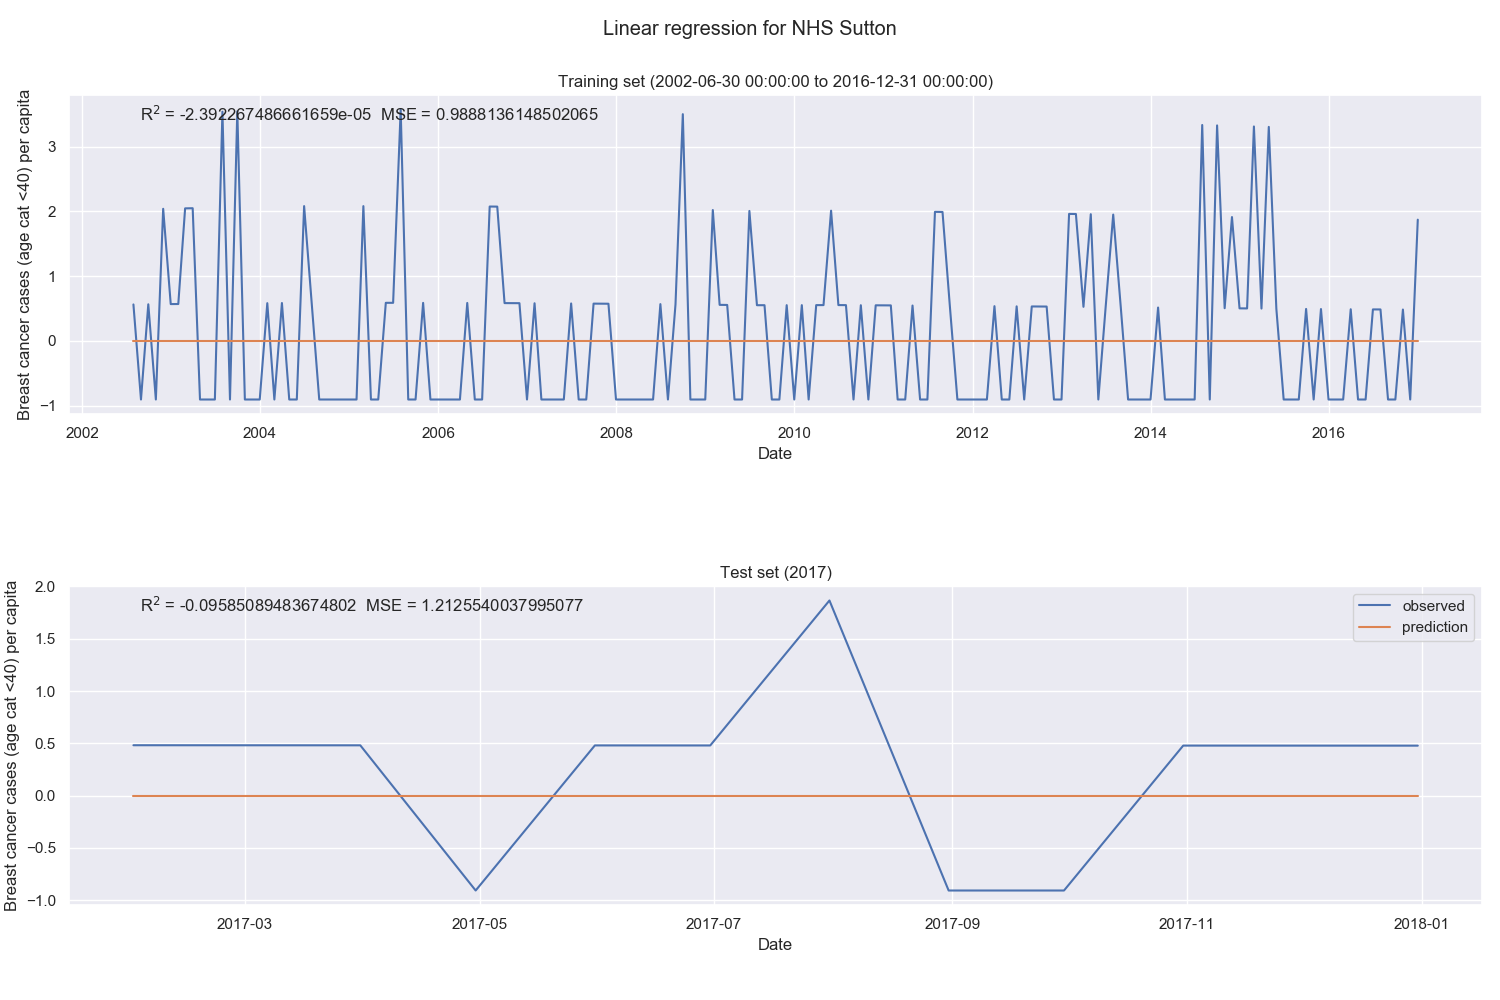 Linear regression for NHS Sutton
Training set (2002-06-30 00:00:00 to 2016-12-31 00:00:00)
R² = -2.392267486661659e-05 MSE = 0.9888136148502065
Breast cancer cases (age cat <40) per capita
3
2
1
0
−1
2002 2004 2006 2008 2010 2012 2014 2016
Date
Test set (2017)
R² = -0.09585089483674802 MSE = 1.2125540037995077
observed
prediction
Breast cancer cases (age cat <40) per capita
2.0
1.5
1.0
0.5
0.0
−0.5
−1.0
2017-03 2017-05 2017-07 2017-09 2017-11 2018-01
Date